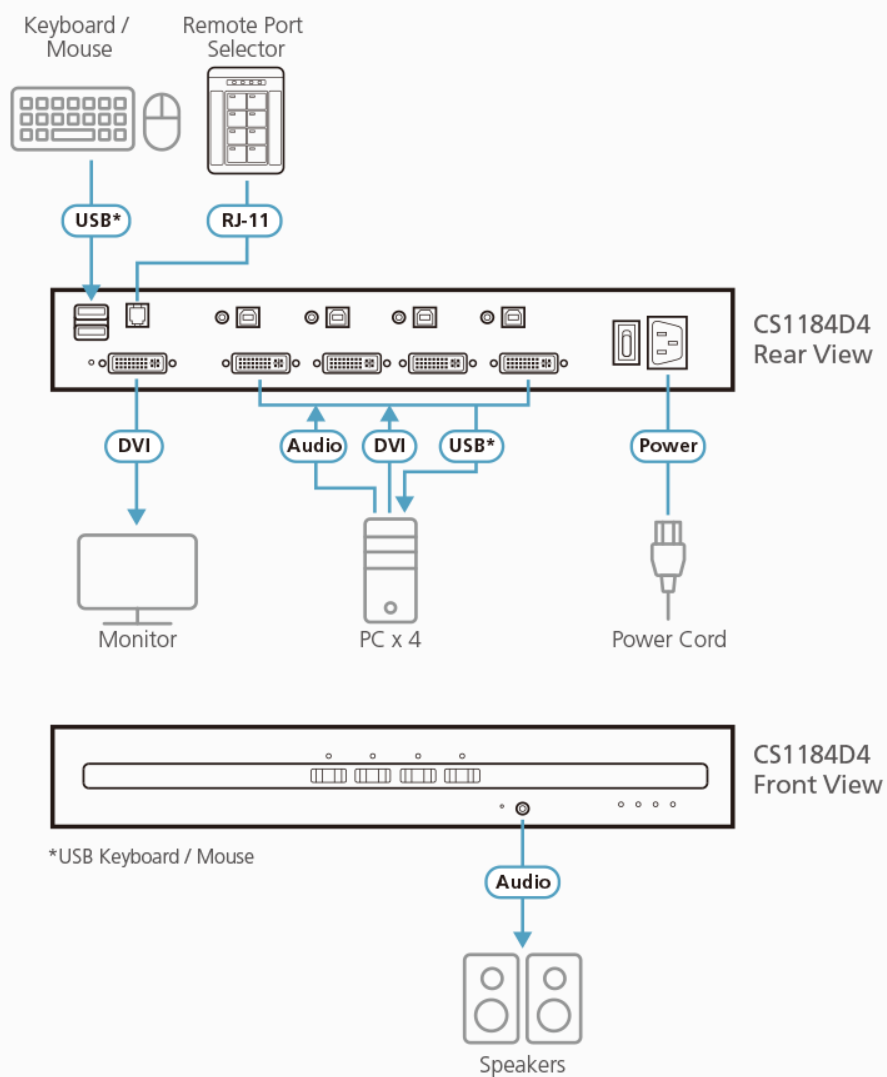 Keyboard /
Mouse
Remote Port
Selector
USB*
RJ-11
CS1184D4
Rear View
DVI
Audio
DVI
USB*
Power
Monitor
PC x 4
Power Cord
CS1184D4
Front View
*USB Keyboard / Mouse
Audio
Speakers